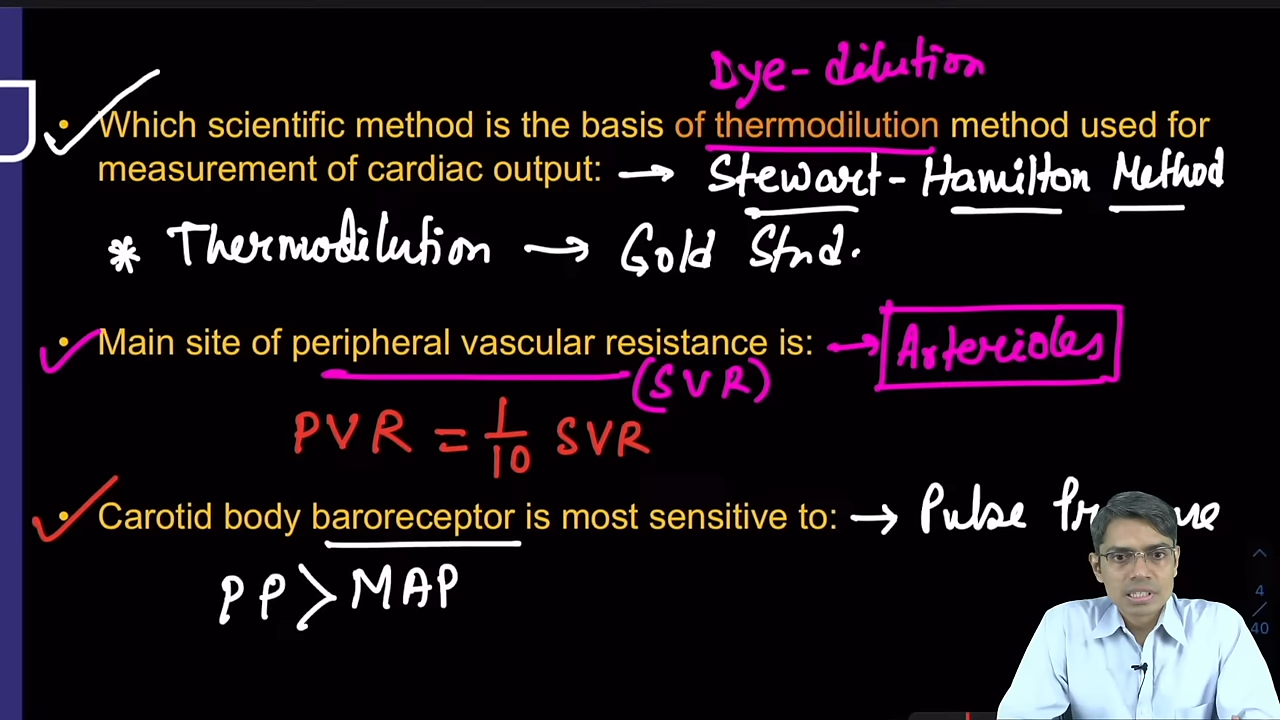 Dye-dilution
• Which scientific method is the basis of thermodilution method used for
measurement of cardiac output: → Stewart-Hamilton Method
* Thermodilution → Gold Stnd.
• Main site of peripheral vascular resistance is: → Arterioles
(SVR)
PVR = 1/10 SVR
• Carotid body baroreceptor is most sensitive to: → Pulse
PP > MAP
4
/
40